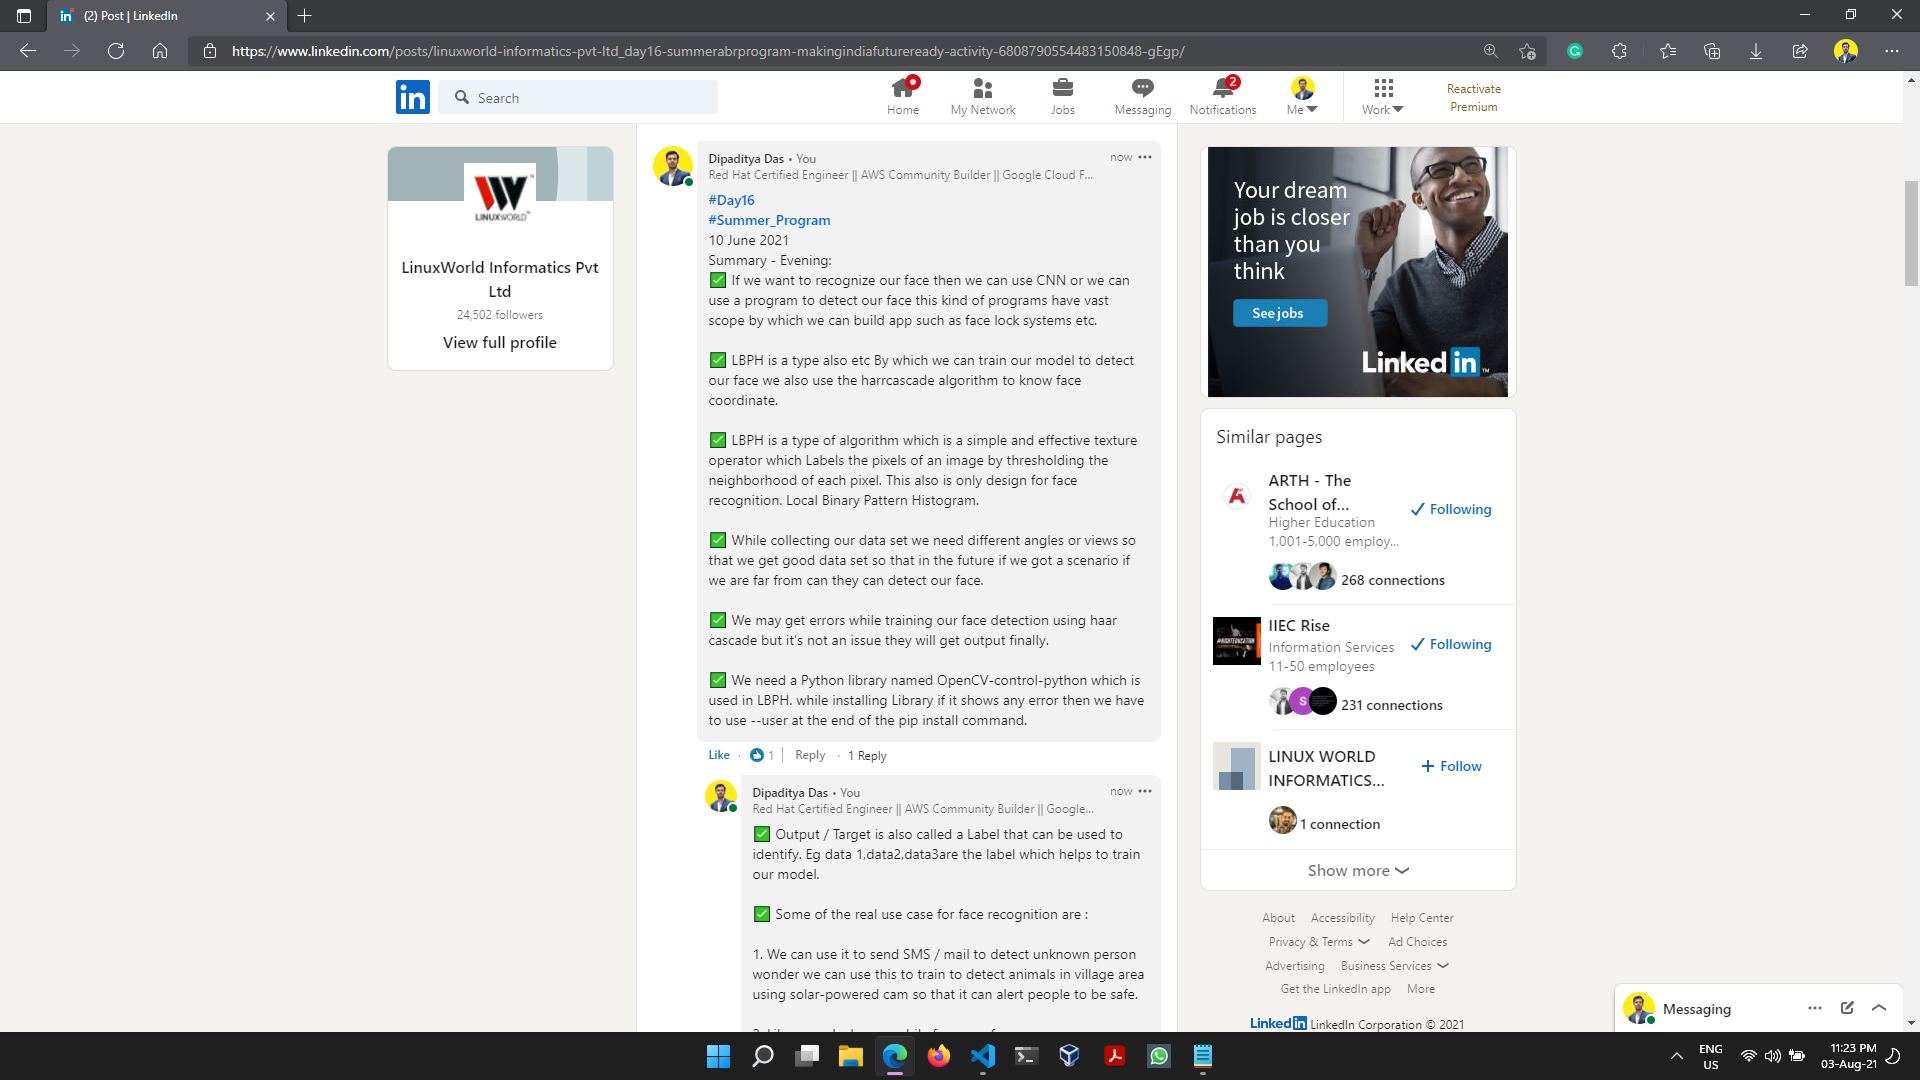 (2) Post | LinkedIn
https://www.linkedin.com/posts/linuxworld-informatics-pvt-ltd_day16-summerabrprogram-makingindiafutureready-activity-6808790554483150848-gEgp/
in
Search
Home
My Network
Jobs
Messaging
2
Notifications
Me
Work
Reactivate
Premium
LINUXWORLD
LinuxWorld Informatics Pvt
Ltd
24,502 followers
View full profile
Dipaditya Das • You
now
Red Hat Certified Engineer || AWS Community Builder || Google Cloud F...
#Day16
#Summer_Program
10 June 2021
Summary - Evening:
✅ If we want to recognize our face then we can use CNN or we can
use a program to detect our face this kind of programs have vast
scope by which we can build app such as face lock systems etc.
✅ LBPH is a type also etc By which we can train our model to detect
our face we also use the harrcascade algorithm to know face
coordinate.
✅ LBPH is a type of algorithm which is a simple and effective texture
operator which Labels the pixels of an image by thresholding the
neighborhood of each pixel. This also is only design for face
recognition. Local Binary Pattern Histogram.
✅ While collecting our data set we need different angles or views so
that we get good data set so that in the future if we got a scenario if
we are far from can they can detect our face.
✅ We may get errors while training our face detection using haar
cascade but it's not an issue they will get output finally.
✅ We need a Python library named OpenCV-control-python which is
used in LBPH. while installing Library if it shows any error then we have
to use --user at the end of the pip install command.
Like · 1 | Reply · 1 Reply
Dipaditya Das • You
now
Red Hat Certified Engineer || AWS Community Builder || Google...
✅ Output / Target is also called a Label that can be used to
identify. Eg data 1,data2,data3are the label which helps to train
our model.
✅ Some of the real use case for face recognition are :
1. We can use it to send SMS / mail to detect unknown person
wonder we can use this to train to detect animals in village area
using solar-powered cam so that it can alert people to be safe.
Your dream
job is closer
than you
think
See jobs
Linked in ™
Similar pages
ARTH - The
School of...
Higher Education
1,001-5,000 employ...
Following
268 connections
IIEC Rise
Information Services
11-50 employees
Following
S
231 connections
LINUX WORLD
INFORMATICS...
Follow
1 connection
Show more
About Accessibility Help Center
Privacy & Terms Ad Choices
Advertising Business Services
Get the LinkedIn app More
Linked in LinkedIn Corporation © 2021
Messaging
ENG
US
11:23 PM
03-Aug-21